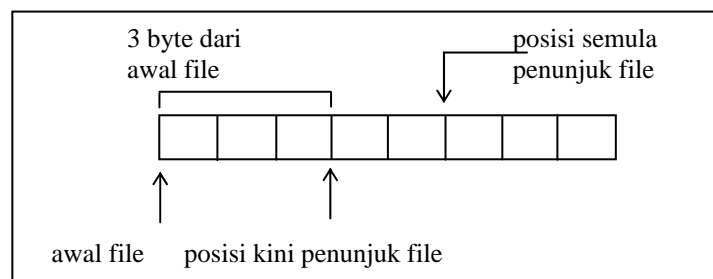 3 byte dari
awal file
posisi semula
penunjuk file
awal file
posisi kini penunjuk file